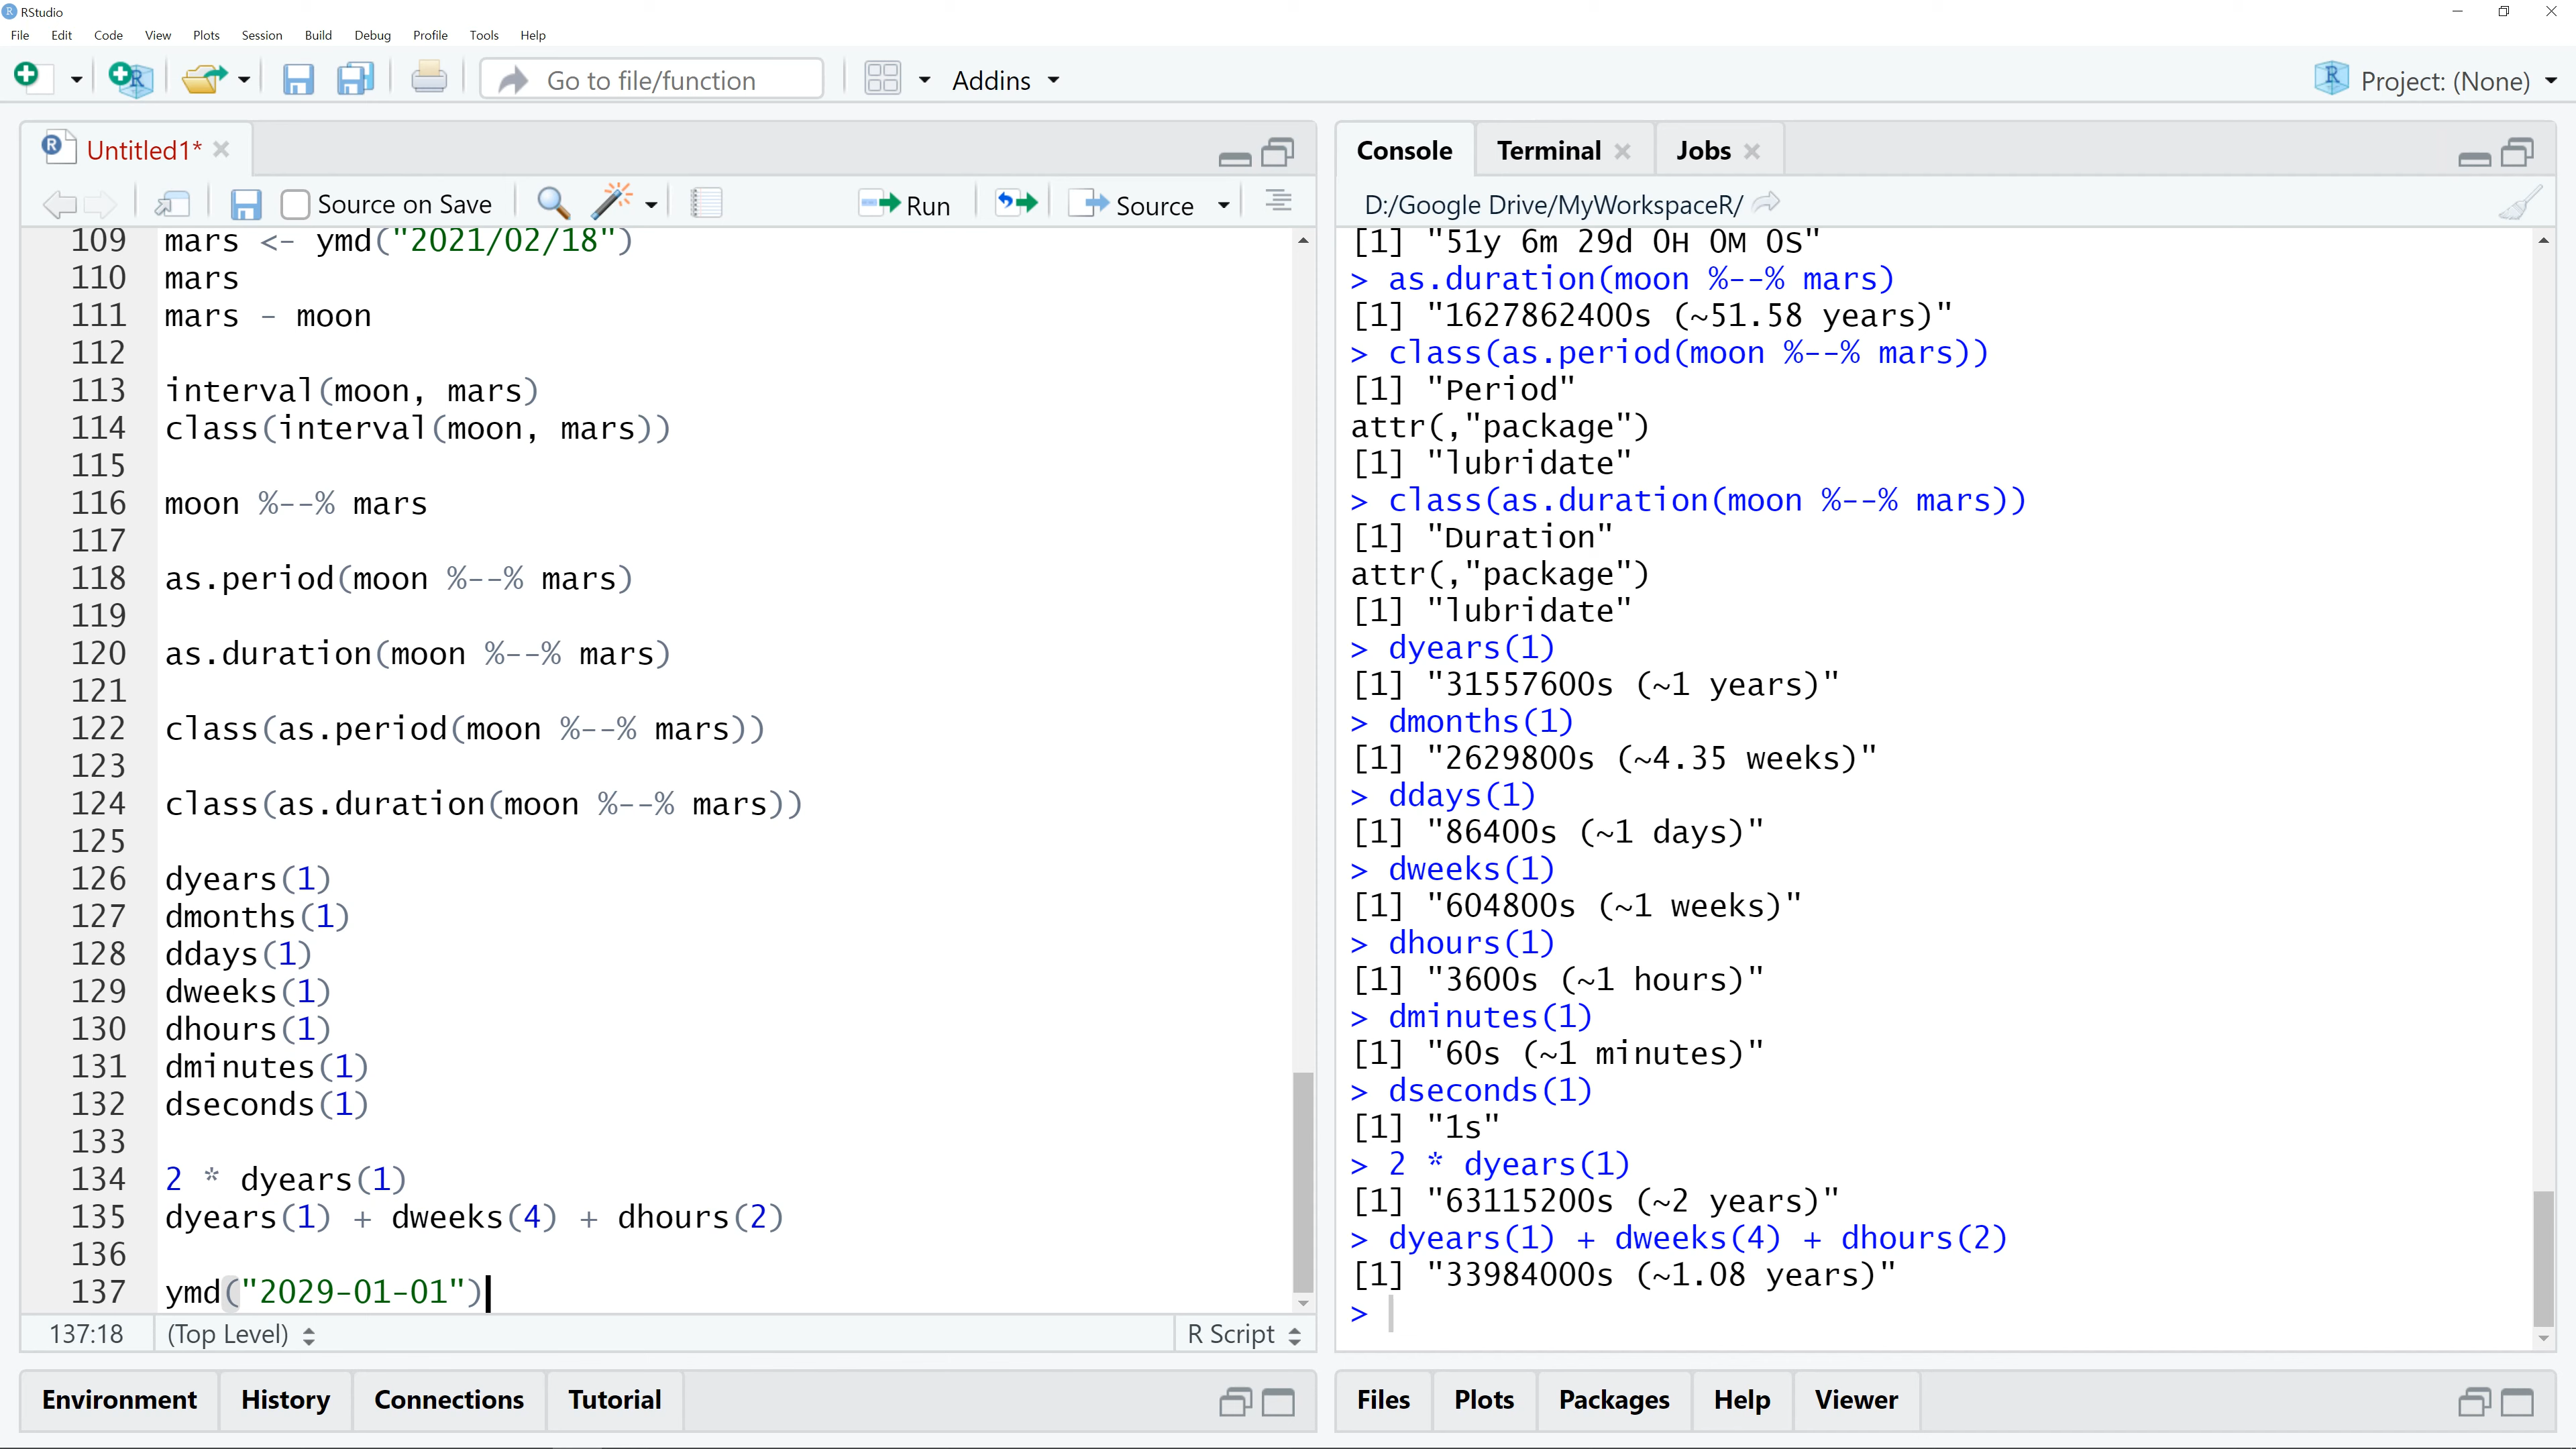 RStudio
File Edit Code View Plots Session Build Debug Profile Tools Help
Go to file/function Addins Project: (None)
Untitled1*
Source on Save Run Source
109 mars <- ymd("2021/02/18")
110 mars
111 mars - moon
112
113 interval(moon, mars)
114 class(interval(moon, mars))
115
116 moon %--% mars
117
118 as.period(moon %--% mars)
119
120 as.duration(moon %--% mars)
121
122 class(as.period(moon %--% mars))
123
124 class(as.duration(moon %--% mars))
125
126 dyears(1)
127 dmonths(1)
128 ddays(1)
129 dweeks(1)
130 dhours(1)
131 dminutes(1)
132 dseconds(1)
133
134 2 * dyears(1)
135 dyears(1) + dweeks(4) + dhours(2)
136
137 ymd("2029-01-01")
137:18 (Top Level) R Script
Environment History Connections Tutorial
Console Terminal Jobs
D:/Google Drive/MyWorkspaceR/
[1] "51y 6m 29d 0H 0M 0S"
> as.duration(moon %--% mars)
[1] "1627862400s (~51.58 years)"
> class(as.period(moon %--% mars))
[1] "Period"
attr(,"package")
[1] "lubridate"
> class(as.duration(moon %--% mars))
[1] "Duration"
attr(,"package")
[1] "lubridate"
> dyears(1)
[1] "31557600s (~1 years)"
> dmonths(1)
[1] "2629800s (~4.35 weeks)"
> ddays(1)
[1] "86400s (~1 days)"
> dweeks(1)
[1] "604800s (~1 weeks)"
> dhours(1)
[1] "3600s (~1 hours)"
> dminutes(1)
[1] "60s (~1 minutes)"
> dseconds(1)
[1] "1s"
> 2 * dyears(1)
[1] "63115200s (~2 years)"
> dyears(1) + dweeks(4) + dhours(2)
[1] "33984000s (~1.08 years)"
>
Files Plots Packages Help Viewer